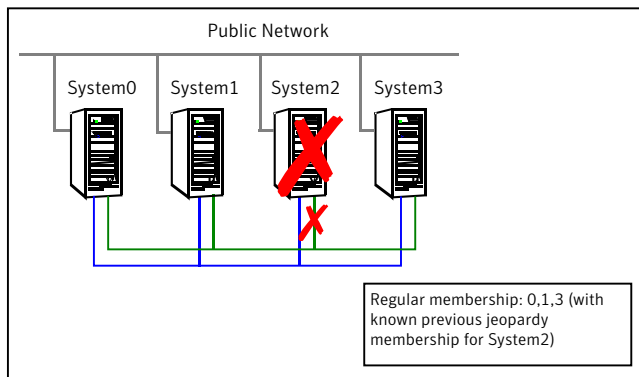 Public Network
System0
System1
System2
System3
Regular membership: 0,1,3 (with
known previous jeopardy
membership for System2)